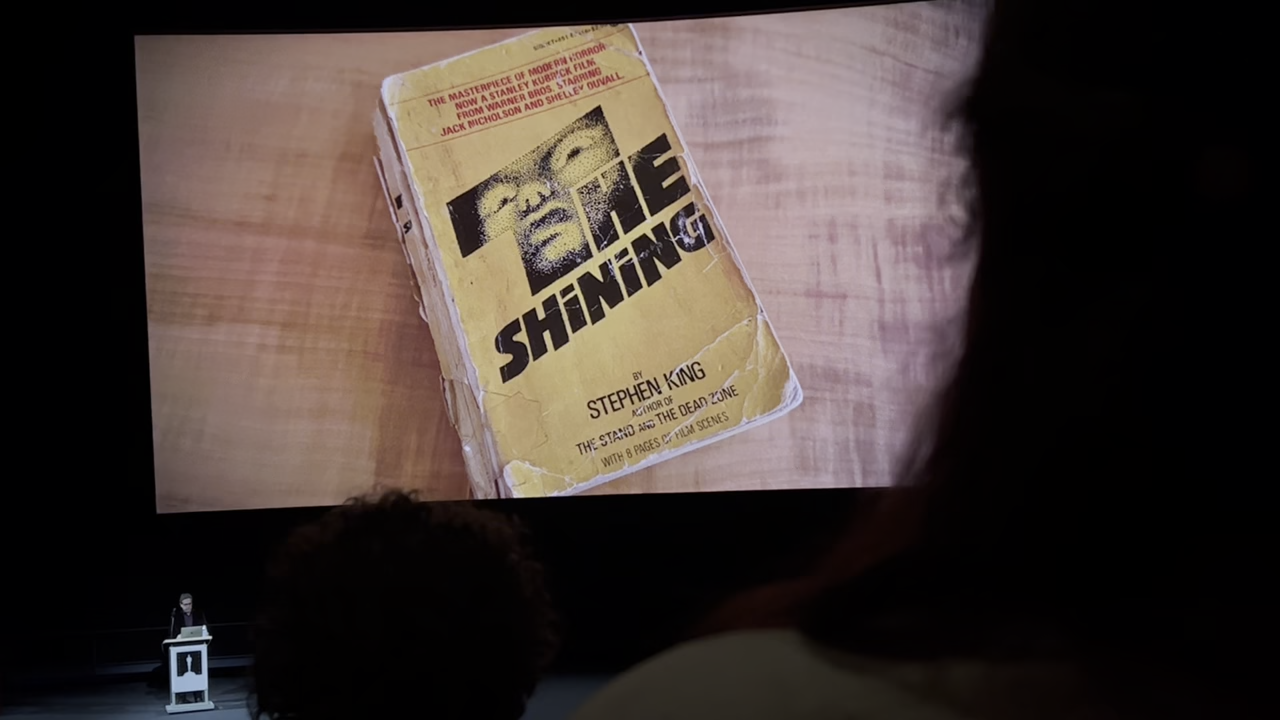 THE MASTERPIECE OF MODERN HORROR
NOW A STANLEY KUBRICK FILM
FROM WARNER BROS. STARRING
JACK NICHOLSON AND SHELLEY DUVALL.
THE
SHiNiNG
BY
STEPHEN KING
AUTHOR OF
THE STAND AND THE DEAD ZONE
WITH 8 PAGES OF FILM SCENES